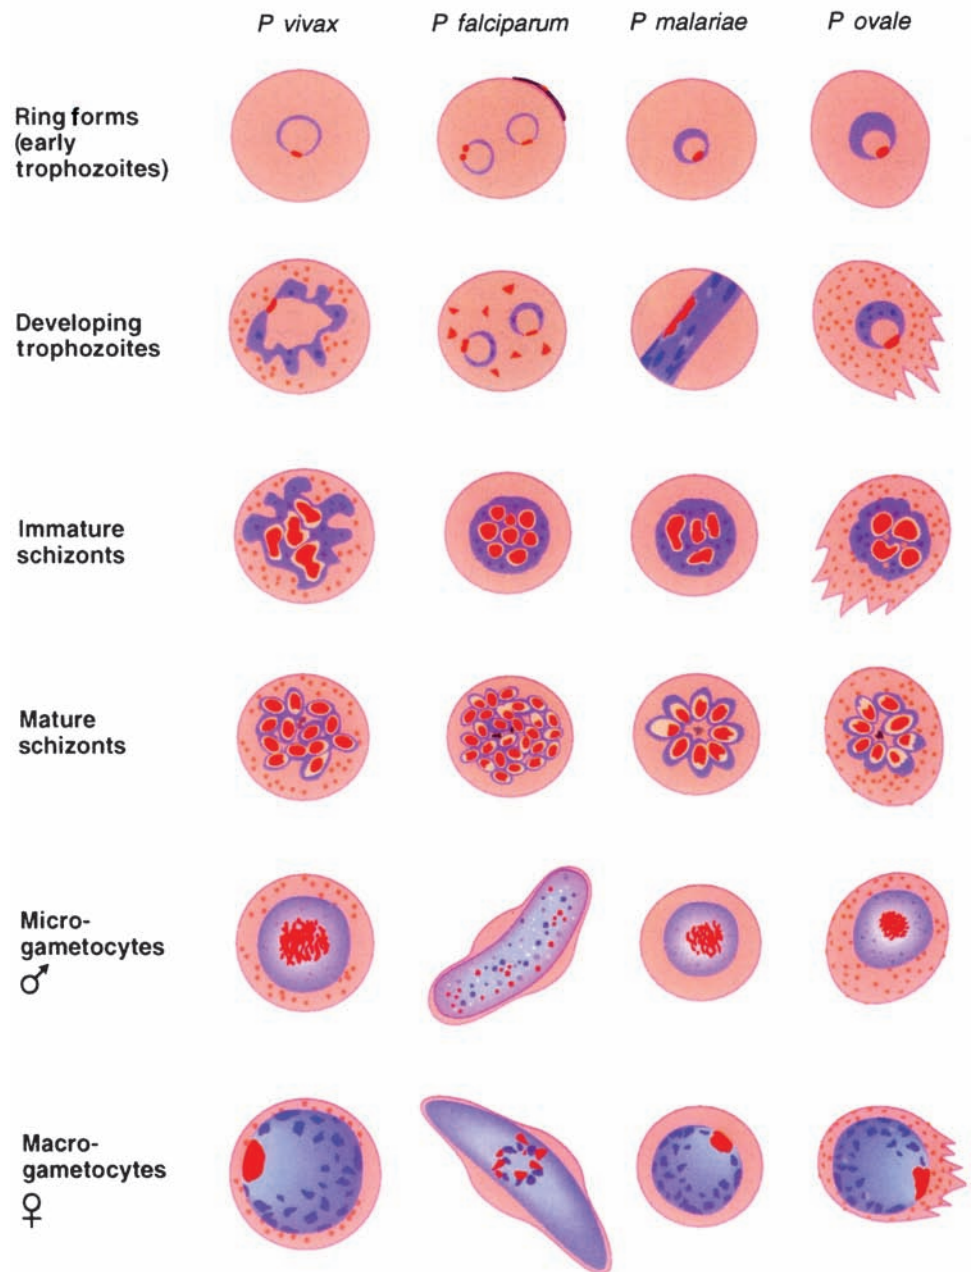 P vivax P falciparum P malariae P ovale
Ring forms
(early
trophozoites)
Developing
trophozoites
Immature
schizonts
Mature
schizonts
Micro-
gametocytes
♂
Macro-
gametocytes
♀